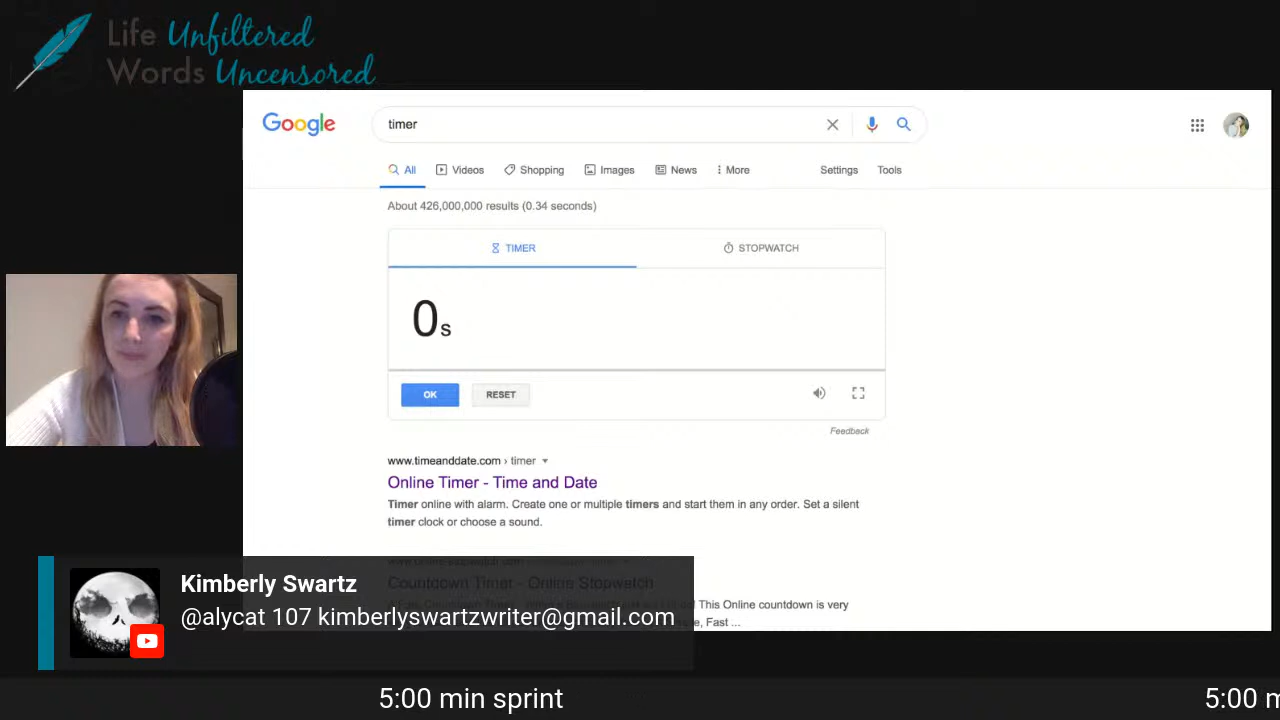 Life Unfiltered
Words Uncensored
Google
timer
All Videos Shopping Images News More Settings Tools
About 426,000,000 results (0.34 seconds)
TIMER STOPWATCH
0s
OK RESET
Feedback
www.timeanddate.com › timer
Online Timer - Time and Date
Timer online with alarm. Create one or multiple timers and start them in any order. Set a silent
timer clock or choose a sound.
Countdown Timer - Online Stopwatch
This Online countdown is very
Fast ...
Kimberly Swartz
@alycat 107 kimberlyswartzwriter@gmail.com
5:00 min sprint 5:00 m